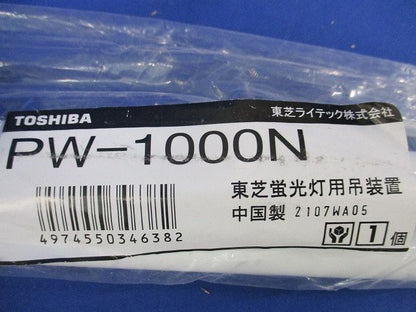 TOSHIBA 東芝ライテック株式会社
PW-1000N
東芝蛍光灯用吊装置
中国製 2107WA05
4974550346382
1個